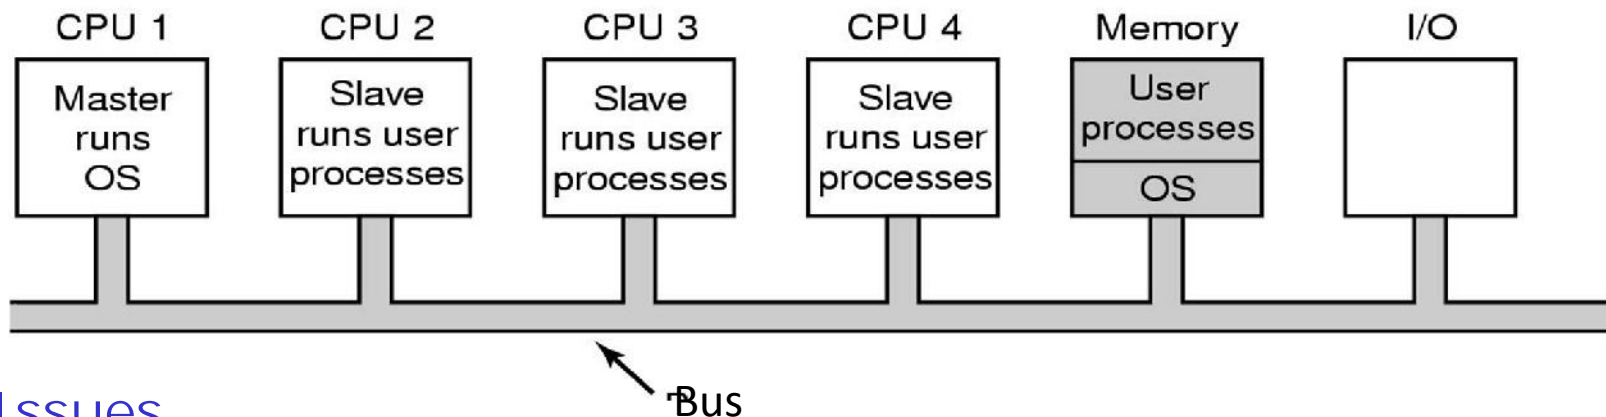 CPU 1
CPU 2
CPU 3
CPU 4
Memory
I/O
Master
runs
OS
Slave
runs user
processes
Slave
runs user
processes
Slave
runs user
processes
User
processes
OS
Bus
Issues